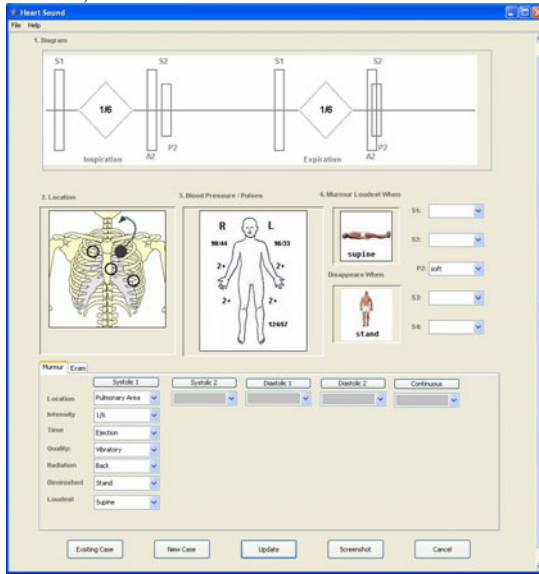 Heart Sound
File Help
1. Diagram
S1 S2 S1 S2
1/6 1/6
P2 P2
A2 A2
Inspiration Expiration
2. Location
3. Blood Pressure / Pulses
4. Murmur Loudest When
R L
98/44 96/33
2+ 2+
2+ 2+
124/57
supine
Disappears When
stand
S1:
S2:
P2: soft
S3:
S4:
Murmur Exam
Systolic 1 Systolic 2 Diastolic 1 Diastolic 2 Continuous
Location Pulmonary Area
Intensity 1/6
Time Ejection
Quality: Vibratory
Radiation Back
Diminished Stand
Loudest Supine
Existing Case New Case Update Screenshot Cancel